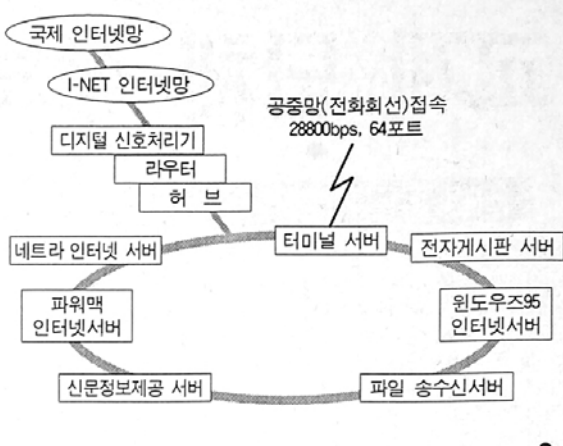 국제 인터넷망
I-NET 인터넷망
공중망(전화회선)접속
28800bps, 64포트
디지털 신호처리기
라우터
허 브
네트라 인터넷 서버
터미널 서버
전자게시판 서버
파워맥
인터넷서버
윈도우즈95
인터넷서버
신문정보제공 서버
파일 송수신서버